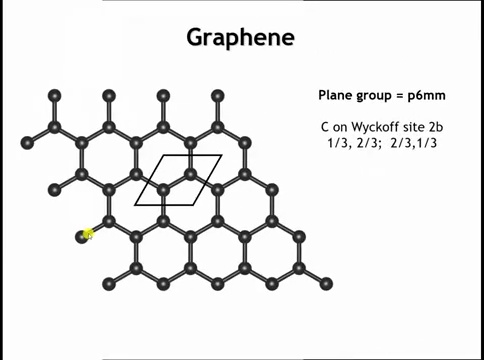 Graphene
Plane group = p6mm
C on Wyckoff site 2b
1/3, 2/3; 2/3,1/3